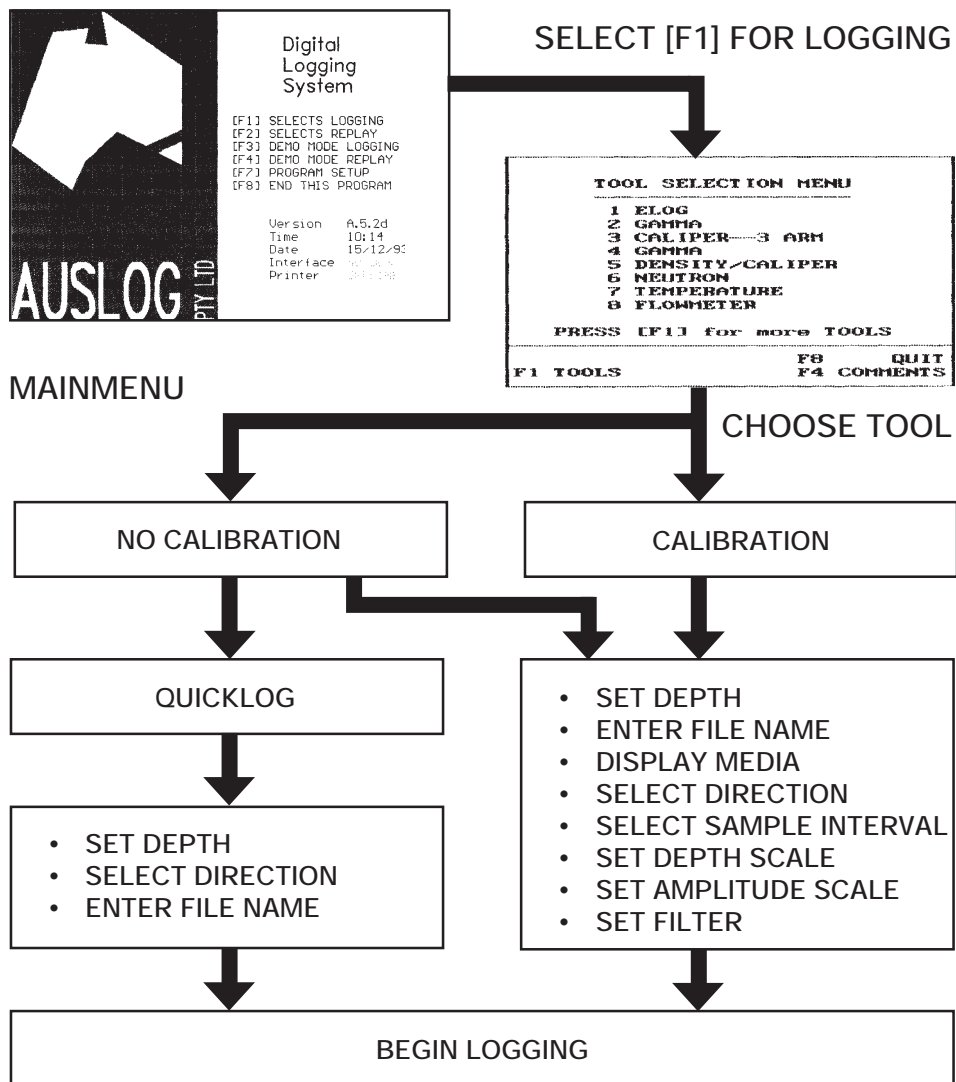 Digital
Logging
System
[F1] SELECTS LOGGING
[F2] SELECTS REPLAY
[F3] DEMO MODE LOGGING
[F4] DEMO MODE REPLAY
[F7] PROGRAM SETUP
[F8] END THIS PROGRAM
Version A.5.2d
Time 10:14
Date 15/12/93
Interface
Printer
AUSLOG PTY LTD
SELECT [F1] FOR LOGGING
TOOL SELECTION MENU
1 ELOG
2 GAMMA
3 CALIPER--3 ARM
4 GAMMA
5 DENSITY/CALIPER
6 NEUTRON
7 TEMPERATURE
8 FLOWMETER
PRESS [F1] for more TOOLS
F8 QUIT
F1 TOOLS F4 COMMENTS
MAINMENU
CHOOSE TOOL
NO CALIBRATION
CALIBRATION
QUICKLOG
• SET DEPTH
• SELECT DIRECTION
• ENTER FILE NAME
• SET DEPTH
• ENTER FILE NAME
• DISPLAY MEDIA
• SELECT DIRECTION
• SELECT SAMPLE INTERVAL
• SET DEPTH SCALE
• SET AMPLITUDE SCALE
• SET FILTER
BEGIN LOGGING